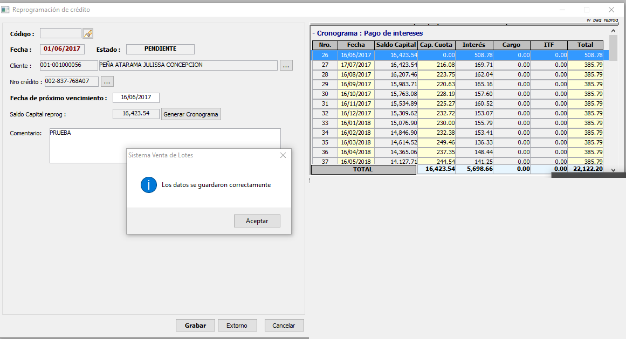 Reprogramación de crédito
Código :
Fecha : 01/06/2017 Estado : PENDIENTE
Cliente : 001-001000056 PEÑA ATARAMA JULISSA CONCEPCION ...
Nro crédito : 002-837-768A07 ...
Fecha de próximo vencimiento : 16/06/2017
Saldo Capital reprog : 16,423.54 Generar Cronograma
Comentario: PRUEBA
Sistema Venta de Lotes
Los datos se guardaron correctamente
Aceptar
Grabar Extorno Cancelar
- Cronograma : Pago de intereses
Nro. Fecha Saldo Capital Cap. Cuota Interés Cargo ITF Total
26 16/06/2017 16,423.54 0.00 508.78 0.00 0.00 508.78
27 17/07/2017 16,423.54 216.08 169.71 0.00 0.00 385.79
28 16/08/2017 16,207.46 223.75 162.04 0.00 0.00 385.79
29 16/09/2017 15,983.71 220.63 165.16 0.00 0.00 385.79
30 16/10/2017 15,763.08 228.19 157.60 0.00 0.00 385.79
31 16/11/2017 15,534.89 225.27 160.52 0.00 0.00 385.79
32 16/12/2017 15,309.62 232.72 153.07 0.00 0.00 385.79
33 16/01/2018 15,076.90 230.00 155.79 0.00 0.00 385.79
34 16/02/2018 14,846.90 232.38 153.41 0.00 0.00 385.79
35 16/03/2018 14,614.52 249.46 136.33 0.00 0.00 385.79
36 16/04/2018 14,365.06 237.35 148.44 0.00 0.00 385.79
37 16/05/2018 14,127.71 244.54 141.25 0.00 0.00 385.79
TOTAL 16,423.54 5,698.66 0.00 0.00 22,122.20